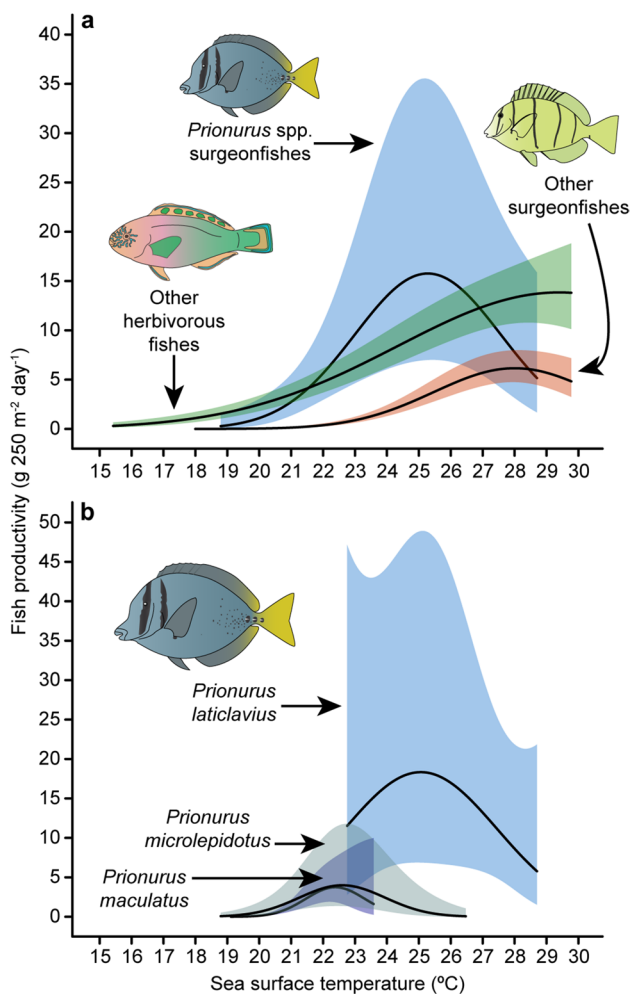 a
40
35
30
25
20
15
10
5
0
Prionurus spp.
surgeonfishes
Other
surgeonfishes
Other
herbivorous
fishes
15 16 17 18 19 20 21 22 23 24 25 26 27 28 29 30
Fish productivity (g 250 m⁻² day⁻¹)
b
50
45
40
35
30
25
20
15
10
5
0
Prionurus
laticlavius
Prionurus
microlepidotus
Prionurus
maculatus
15 16 17 18 19 20 21 22 23 24 25 26 27 28 29 30
Sea surface temperature (ºC)